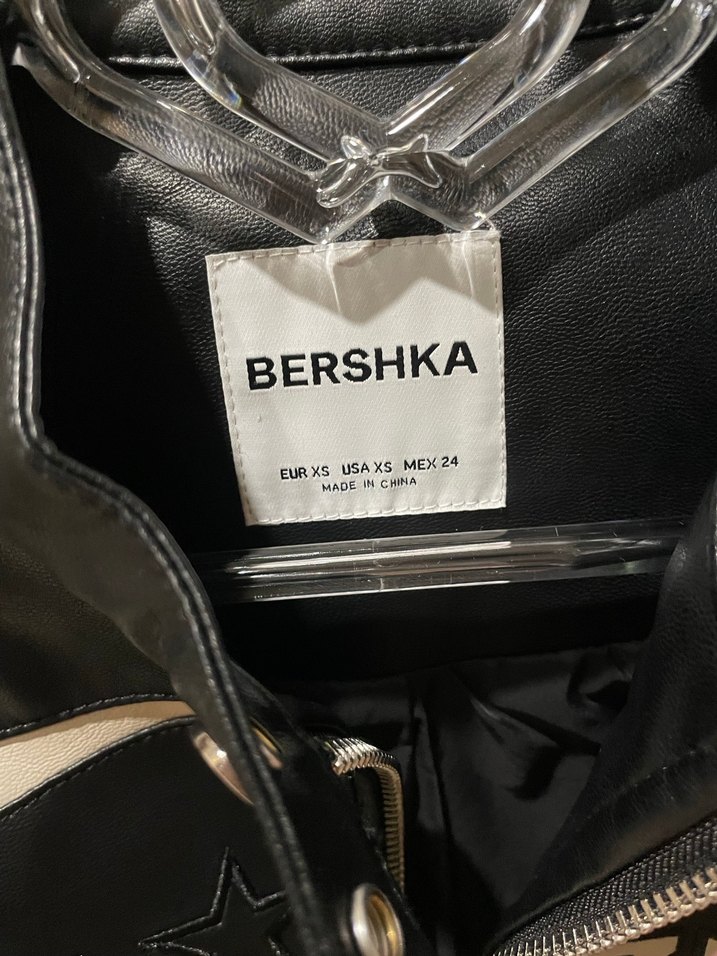 BERSHKA
EUR XS USA XS MEX 24
MADE IN CHINA